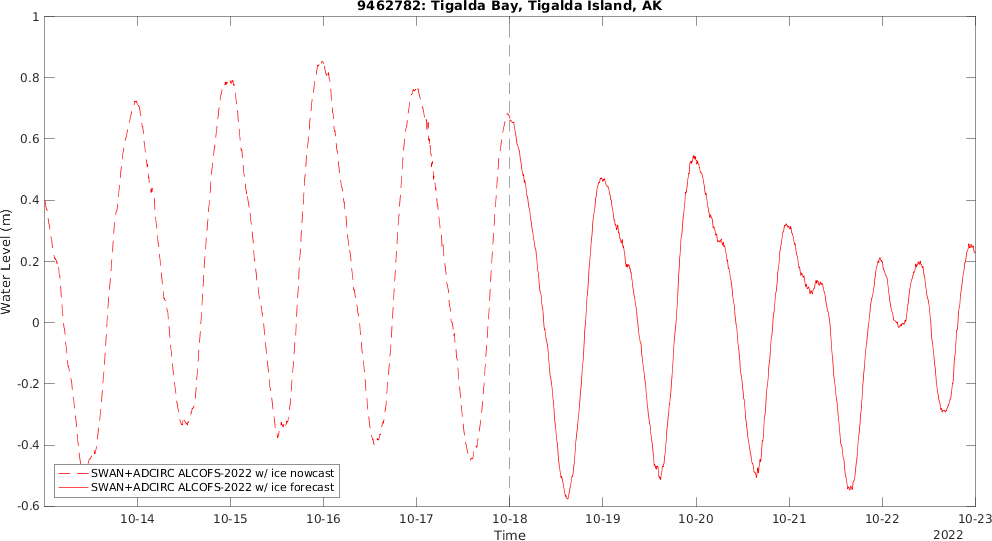 9462782: Tigalda Bay, Tigalda Island, AK
Water Level (m)
1
0.8
0.6
0.4
0.2
0
-0.2
-0.4
-0.6
SWAN+ADCIRC ALCOFS-2022 w/ ice nowcast
SWAN+ADCIRC ALCOFS-2022 w/ ice forecast
10-14 10-15 10-16 10-17 10-18 10-19 10-20 10-21 10-22 10-23
Time
2022